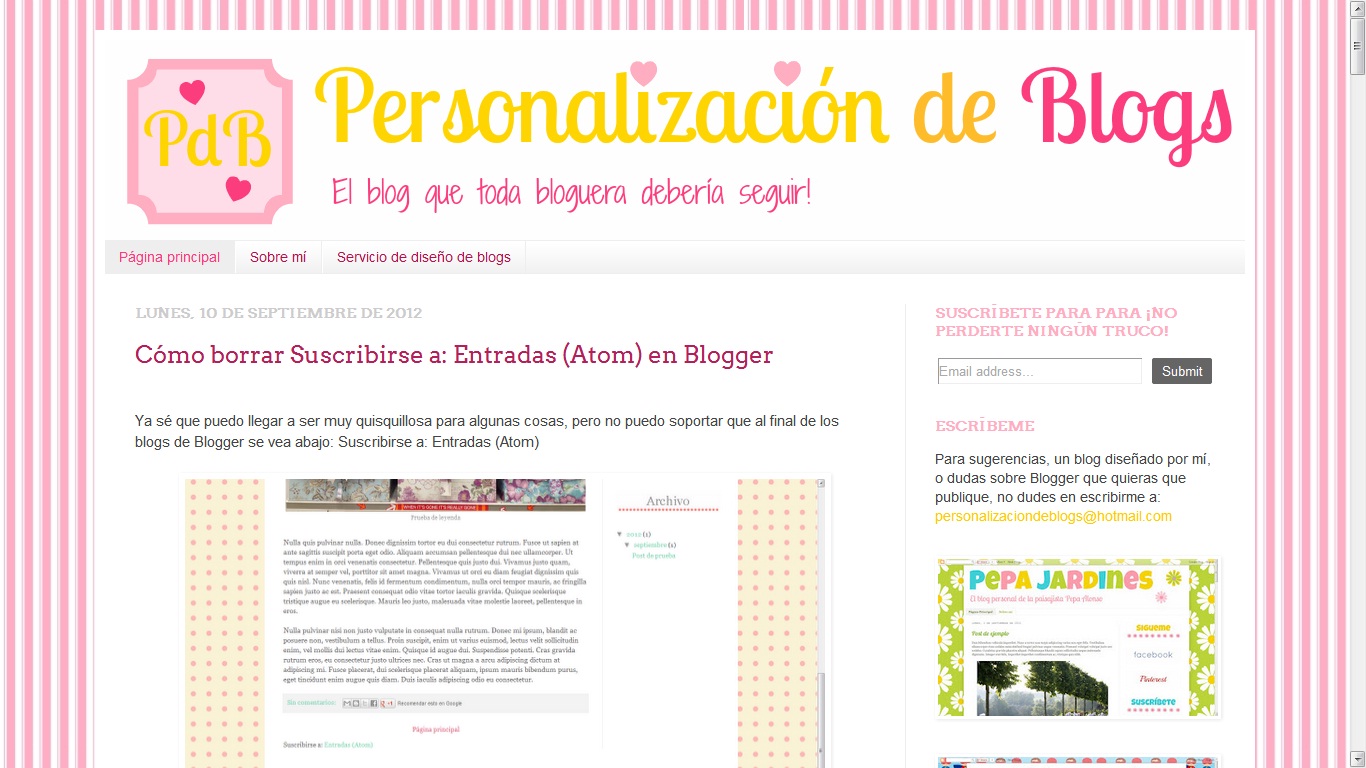 PdB
Personalización de Blogs
El blog que toda bloguera debería seguir!
Página principal
Sobre mí
Servicio de diseño de blogs
LUNES, 10 DE SEPTIEMBRE DE 2012
Cómo borrar Suscribirse a: Entradas (Atom) en Blogger
Ya sé que puedo llegar a ser muy quisquillosa para algunas cosas, pero no puedo soportar que al final de los
blogs de Blogger se vea abajo: Suscribirse a: Entradas (Atom)
[WHEN IT'S GONE IT'S REALLY GONE]
Prueba de leyenda
Nulla quis pulvinar nulla. Donec dignissim tortor eu dui consectetur rutrum. Fusce ut sapien at
ante sagittis suscipit porta eget odio. Aliquam accumsan pellentesque dui nec ullamcorper. Ut
tempus enim in orci venenatis consectetur. Pellentesque quis justo dui. Vivamus justo quam,
viverra at semper vel, porttitor sit amet magna. Vivamus ut orci eu diam feugiat dignissim quis
quis nisl. Nunc venenatis, felis id fermentum condimentum, nulla orci tempor mauris, ac fringilla
sapien justo ac est. Praesent consequat odio vitae tortor iaculis gravida. Quisque scelerisque
tristique augue eu scelerisque. Mauris leo justo, malesuada vitae molestie laoreet, pellentesque in
eros.
Nulla pulvinar nisi non justo vulputate in consequat nulla rutrum. Donec mi ipsum, blandit ac
posuere non, vestibulum a tellus. Proin suscipit, enim ut varius euismod, lectus velit sollicitudin
enim, vel mollis dui lectus vitae enim. Quisque id augue dui. Suspendisse potenti. Cras gravida
rutrum eros, eu consectetur justo ultrices nec. Cras ut magna a arcu adipiscing dictum at
adipiscing mi. Fusce placerat, dui scelerisque placerat aliquam, ipsum mauris bibendum purus,
eget tincidunt enim augue quis diam. Duis iaculis adipiscing odio eu consectetur.
Sin comentarios:
+1 Recomendar esto en Google
Página principal
Suscribirse a: Entradas (Atom)
Archivo
▼ 2012 (1)
▼ septiembre (1)
Post de prueba
SUSCRÍBETE PARA PARA ¡NO
PERDERTE NINGÚN TRUCO!
Email address...
Submit
ESCRÍBEME
Para sugerencias, un blog diseñado por mí,
o dudas sobre Blogger que quieras que
publique, no dudes en escribirme a:
personalizaciondeblogs@hotmail.com
PEPA JARDINES
El blog personal de la paisajista Pepa Alonso
Página Principal
Post de ejemplo
SIGUEME
facebook
Pinterest
SUSCRÍBETE